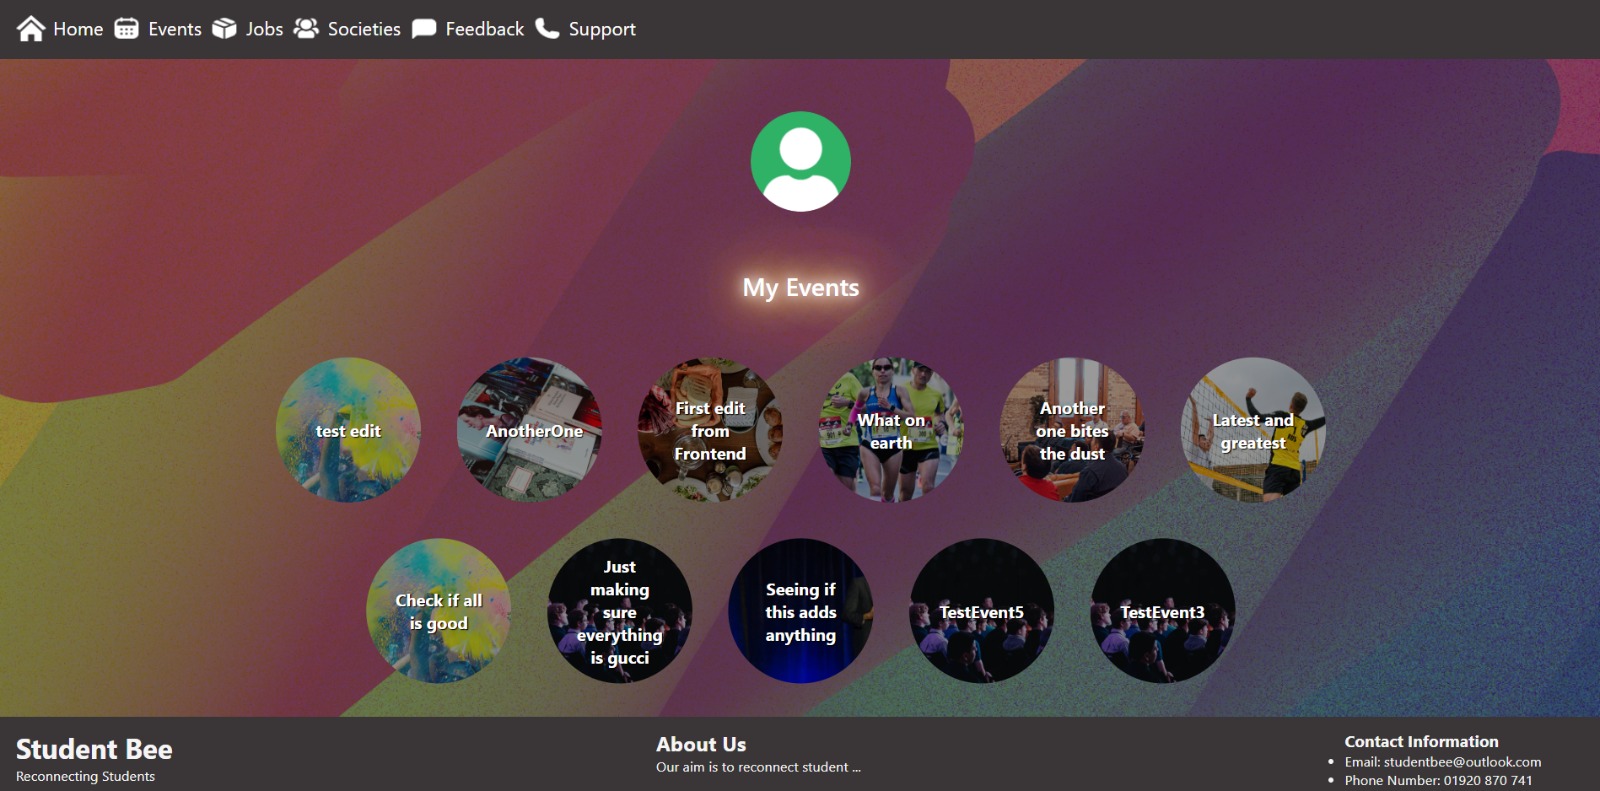 Home Events Jobs Societies Feedback Support
My Events
test edit
AnotherOne
First edit
from
Frontend
What on
earth
Another
one bites
the dust
Latest and
greatest
Check if all
is good
Just
making
sure
everything
is gucci
Seeing if
this adds
anything
TestEvent5
TestEvent3
Student Bee
Reconnecting Students
About Us
Our aim is to reconnect student ...
Contact Information
Email: studentbee@outlook.com
Phone Number: 01920 870 741